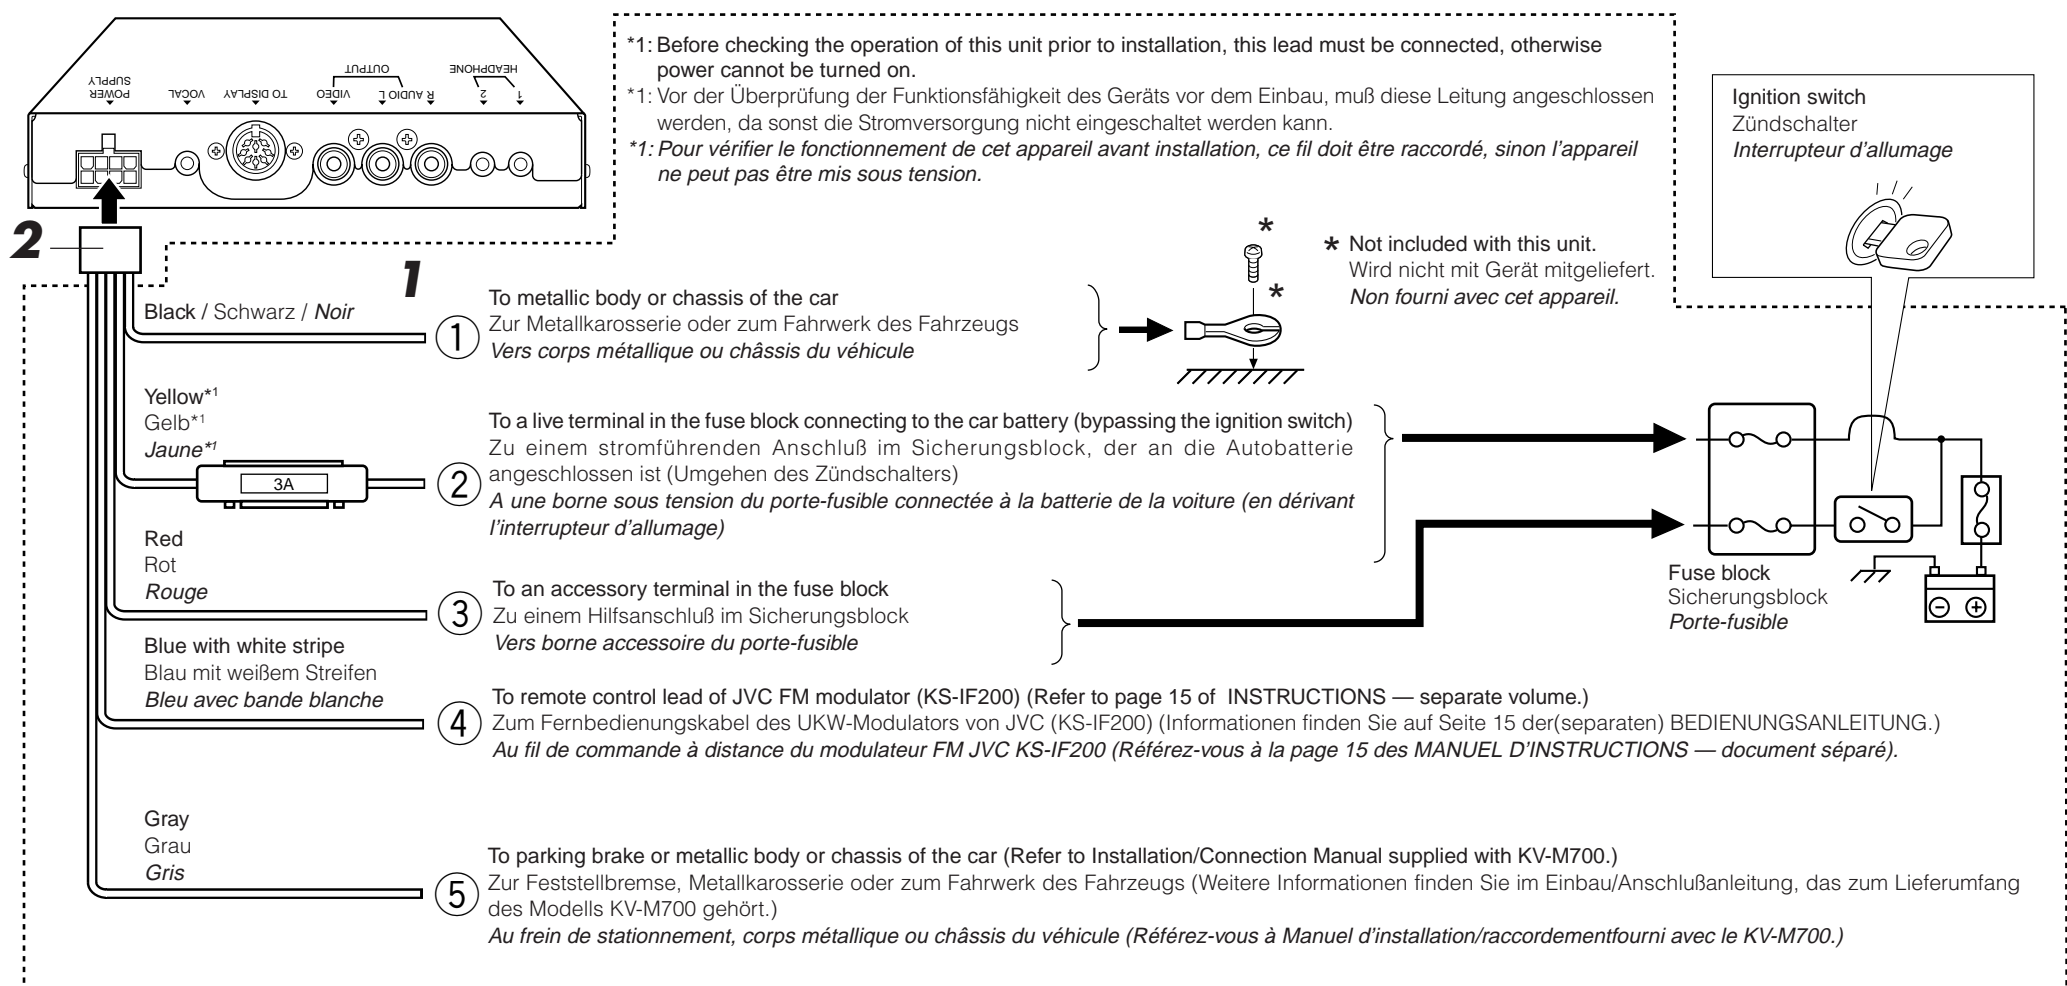 POWER
SUPPLY
VOCAL
TO DISPLAY
VIDEO
R AUDIO L
OUTPUT
2
1
HEADPHONE
*1: Before checking the operation of this unit prior to installation, this lead must be connected, otherwise
power cannot be turned on.
*1: Vor der Überprüfung der Funktionsfähigkeit des Geräts vor dem Einbau, muß diese Leitung angeschlossen
werden, da sonst die Stromversorgung nicht eingeschaltet werden kann.
*1: Pour vérifier le fonctionnement de cet appareil avant installation, ce fil doit être raccordé, sinon l'appareil
ne peut pas être mis sous tension.
Ignition switch
Zündschalter
Interrupteur d'allumage
2
1
*
*
* Not included with this unit.
Wird nicht mit Gerät mitgeliefert.
Non fourni avec cet appareil.
Black / Schwarz / Noir
① To metallic body or chassis of the car
Zur Metallkarosserie oder zum Fahrwerk des Fahrzeugs
Vers corps métallique ou châssis du véhicule
Yellow*1
Gelb*1
Jaune*1
3A
② To a live terminal in the fuse block connecting to the car battery (bypassing the ignition switch)
Zu einem stromführenden Anschluß im Sicherungsblock, der an die Autobatterie
angeschlossen ist (Umgehen des Zündschalters)
A une borne sous tension du porte-fusible connectée à la batterie de la voiture (en dérivant
l'interrupteur d'allumage)
Red
Rot
Rouge
③ To an accessory terminal in the fuse block
Zu einem Hilfsanschluß im Sicherungsblock
Vers borne accessoire du porte-fusible
Fuse block
Sicherungsblock
Porte-fusible
Blue with white stripe
Blau mit weißem Streifen
Bleu avec bande blanche
④ To remote control lead of JVC FM modulator (KS-IF200) (Refer to page 15 of INSTRUCTIONS — separate volume.)
Zum Fernbedienungskabel des UKW-Modulators von JVC (KS-IF200) (Informationen finden Sie auf Seite 15 der(separaten) BEDIENUNGSANLEITUNG.)
Au fil de commande à distance du modulateur FM JVC KS-IF200 (Référez-vous à la page 15 des MANUEL D'INSTRUCTIONS — document séparé).
Gray
Grau
Gris
⑤ To parking brake or metallic body or chassis of the car (Refer to Installation/Connection Manual supplied with KV-M700.)
Zur Feststellbremse, Metallkarosserie oder zum Fahrwerk des Fahrzeugs (Weitere Informationen finden Sie im Einbau/Anschlußanleitung, das zum Lieferumfang
des Modells KV-M700 gehört.)
Au frein de stationnement, corps métallique ou châssis du véhicule (Référez-vous à Manuel d'installation/raccordementfourni avec le KV-M700.)